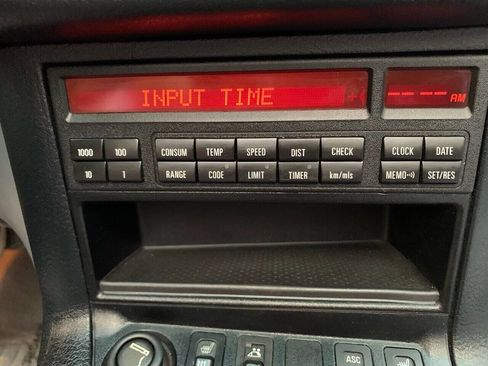 INPUT TIME
-- -- AM
1000 100 CONSUM TEMP SPEED DIST CHECK CLOCK DATE
10 1 RANGE CODE LIMIT TIMER km/mls MEMO SET/RES
ASC